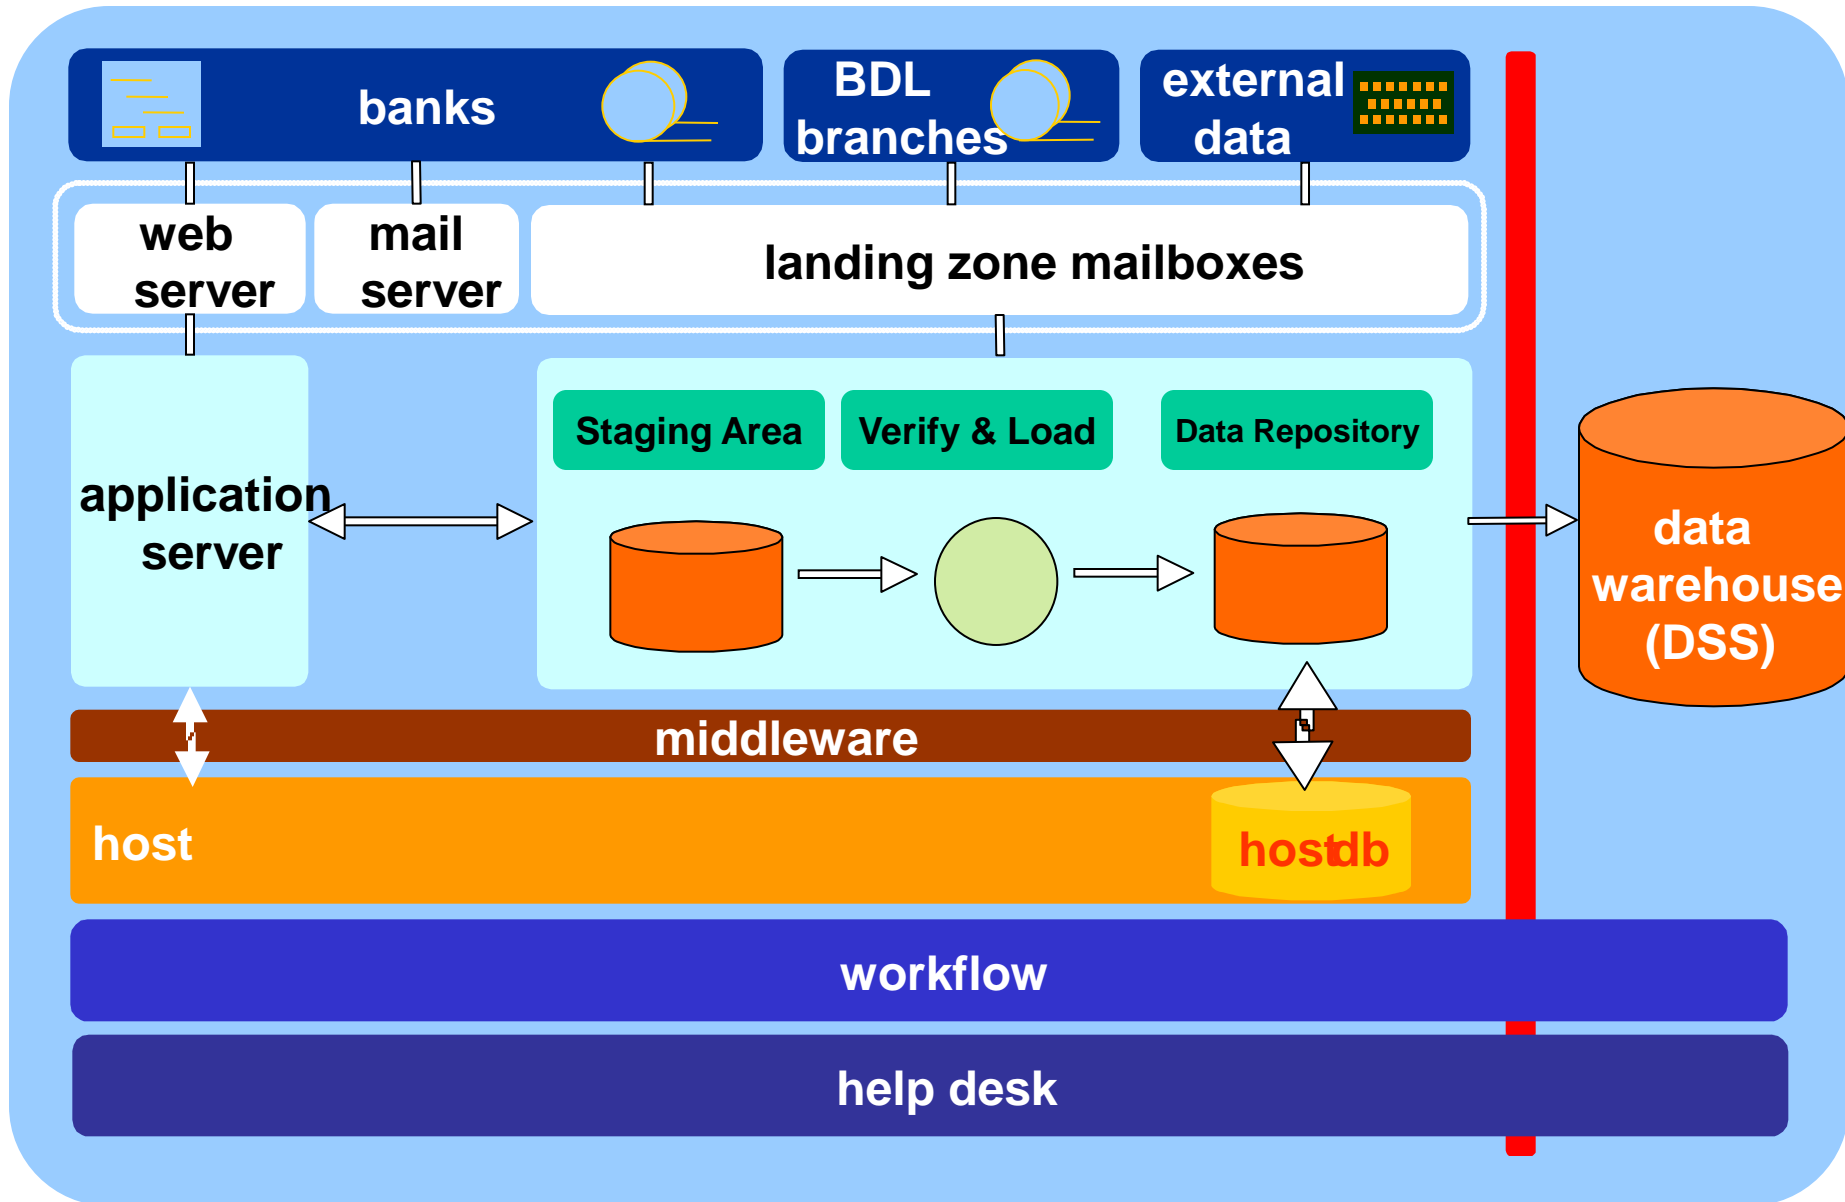 banks
BDL
branches
external
data
web
server
mail
server
landing zone mailboxes
Staging Area
Verify & Load
Data Repository
application
server
data
warehouse
(DSS)
middleware
host
hostdb
workflow
help desk